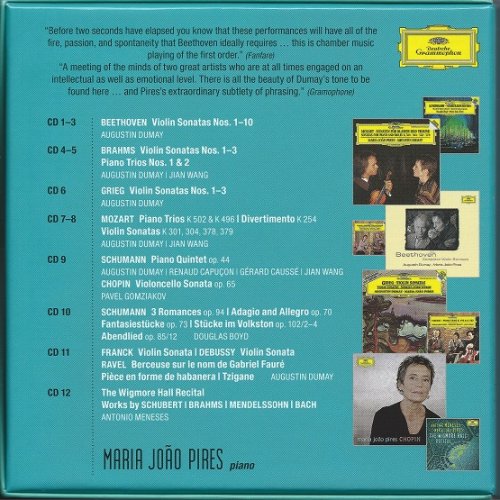 "Before two seconds have elapsed you know that these performances will have all of the
fire, passion, and spontaneity that Beethoven ideally requires ... this is chamber music
playing of the first order." (Fanfare)
"A meeting of the minds of two great artists who are at all times engaged on an
intellectual as well as emotional level. There is all the beauty of Dumay's tone to be
found here ... and Pires's extraordinary subtlety of phrasing." (Gramophone)
Deutsche
Grammophon
CD 1–3 BEETHOVEN Violin Sonatas Nos. 1–10
AUGUSTIN DUMAY
CD 4–5 BRAHMS Violin Sonatas Nos. 1–3
Piano Trios Nos. 1 & 2
AUGUSTIN DUMAY | JIAN WANG
CD 6 GRIEG Violin Sonatas Nos. 1–3
AUGUSTIN DUMAY
CD 7–8 MOZART Piano Trios K 502 & K 496 | Divertimento K 254
Violin Sonatas K 301, 304, 378, 379
AUGUSTIN DUMAY | JIAN WANG
CD 9 SCHUMANN Piano Quintet op. 44
AUGUSTIN DUMAY | RENAUD CAPUÇON | GÉRARD CAUSSÉ | JIAN WANG
CHOPIN Violoncello Sonata op. 65
PAVEL GOMZIAKOV
CD 10 SCHUMANN 3 Romances op. 94 | Adagio and Allegro op. 70
Fantasiestücke op. 73 | Stücke im Volkston op. 102/2–4
Abendlied op. 85/12 DOUGLAS BOYD
CD 11 FRANCK Violin Sonata | DEBUSSY Violin Sonata
RAVEL Berceuse sur le nom de Gabriel Fauré
Pièce en forme de habanera | Tzigane AUGUSTIN DUMAY
CD 12 The Wigmore Hall Recital
Works by SCHUBERT | BRAHMS | MENDELSSOHN | BACH
ANTONIO MENESES
MARIA JOÃO PIRES piano
Beethoven
Augustin Dumay · Maria João Pires
GRIEG: VIOLIN SONATAS
maria joão pires CHOPIN
THE WIGMORE HALL